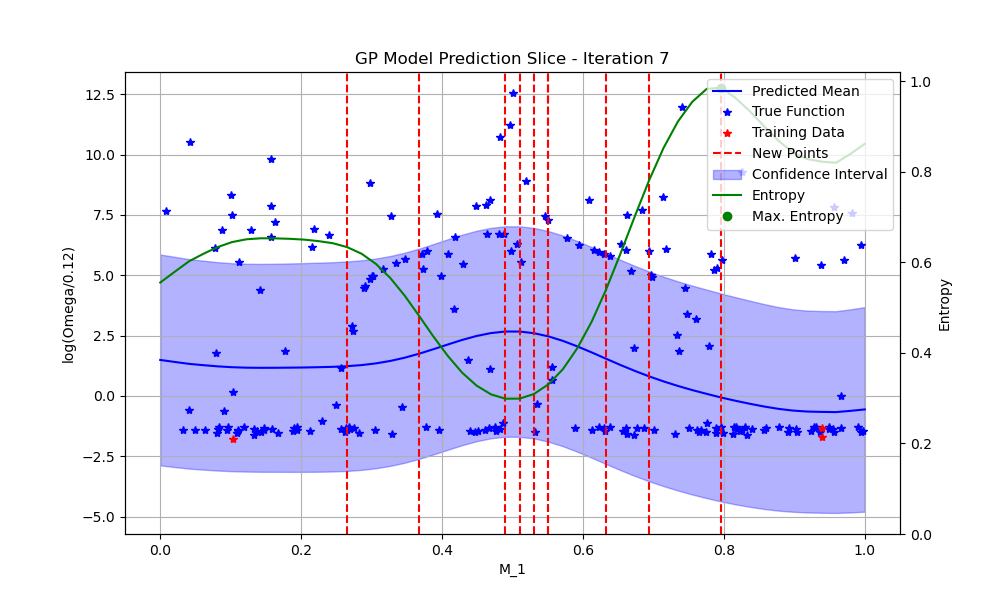 GP Model Prediction Slice - Iteration 7
12.5
10.0
7.5
5.0
2.5
0.0
−2.5
−5.0
log(Omega/0.12)
0.0
0.2
0.4
0.6
0.8
1.0
M_1
1.0
0.8
0.6
0.4
0.2
0.0
Entropy
Predicted Mean
True Function
Training Data
New Points
Confidence Interval
Entropy
Max. Entropy